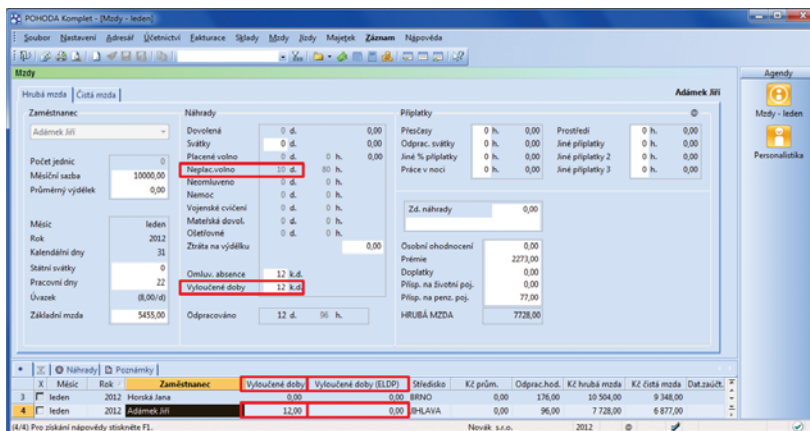 POHODA Komplet - [Mzdy - leden]
Soubor Nastavení Adresář Účetnictví Fakturace Sklady Mzdy Jízdy Majetek Záznam Nápověda
Mzdy
Agendy
Hrubá mzda Čistá mzda
Adámek Jiří
Zaměstnanec Náhrady Příplatky
Mzdy - leden
Adámek Jiří
Dovolená 0 d. 0,00
Přesčasy 0 h. 0,00 Prostředí 0 h. 0,00
Svátky 0 d. 0,00
Odprac. svátky 0 h. 0,00 Jiné příplatky 0 h. 0,00
Personalistika
Počet jednic 0
Placené volno 0 d. 0 h. 0,00
Jiné % příplatky 0 h. 0,00 Jiné příplatky 2 0 h. 0,00
Měsíční sazba 10000,00
Neplac.volno 10 d. 80 h.
Práce v noci 0 h. 0,00 Jiné příplatky 3 0 h. 0,00
Průměrný výdělek 0,00
Neomluveno 0 d. 0 h.
Nemoc 0 d. 0 h.
Vojenské cvičení 0 d. 0 h.
Zd. náhrady 0,00
Měsíc leden
Mateřská dovol. 0 d. 0 h.
Rok 2012
Ošetřovné 0 d. 0 h.
Kalendářní dny 31
Ztráta na výdělku 0,00
Osobní ohodnocení 0,00
Státní svátky 0
Prémie 2273,00
Pracovní dny 22
Omluv. absence 12 k.d.
Doplatky 0,00
Úvazek (8,00/d)
Vyloučené doby 12 k.d.
Přísp. na životní poj. 0,00
Přísp. na penz. poj. 77,00
Základní mzda 5455,00
Odpracováno 12 d. 96 h.
HRUBÁ MZDA 7728,00
Náhrady Poznámky
X Měsíc Rok Zaměstnanec Vyloučené doby Vyloučené doby (ELDP) Středisko Kč prům. Odprac.hod. Kč hrubá mzda Kč čistá mzda Dat.zaúčt.
3 leden 2012 Horská Jana 0,00 0,00 BRNO 0,00 176,00 10 504,00 9 348,00
4 leden 2012 Adámek Jiří 12,00 0,00 JIHLAVA 0,00 96,00 7 728,00 6 877,00
(4/4) Pro získání nápovědy stiskněte F1. Novák s.r.o. 2012 @